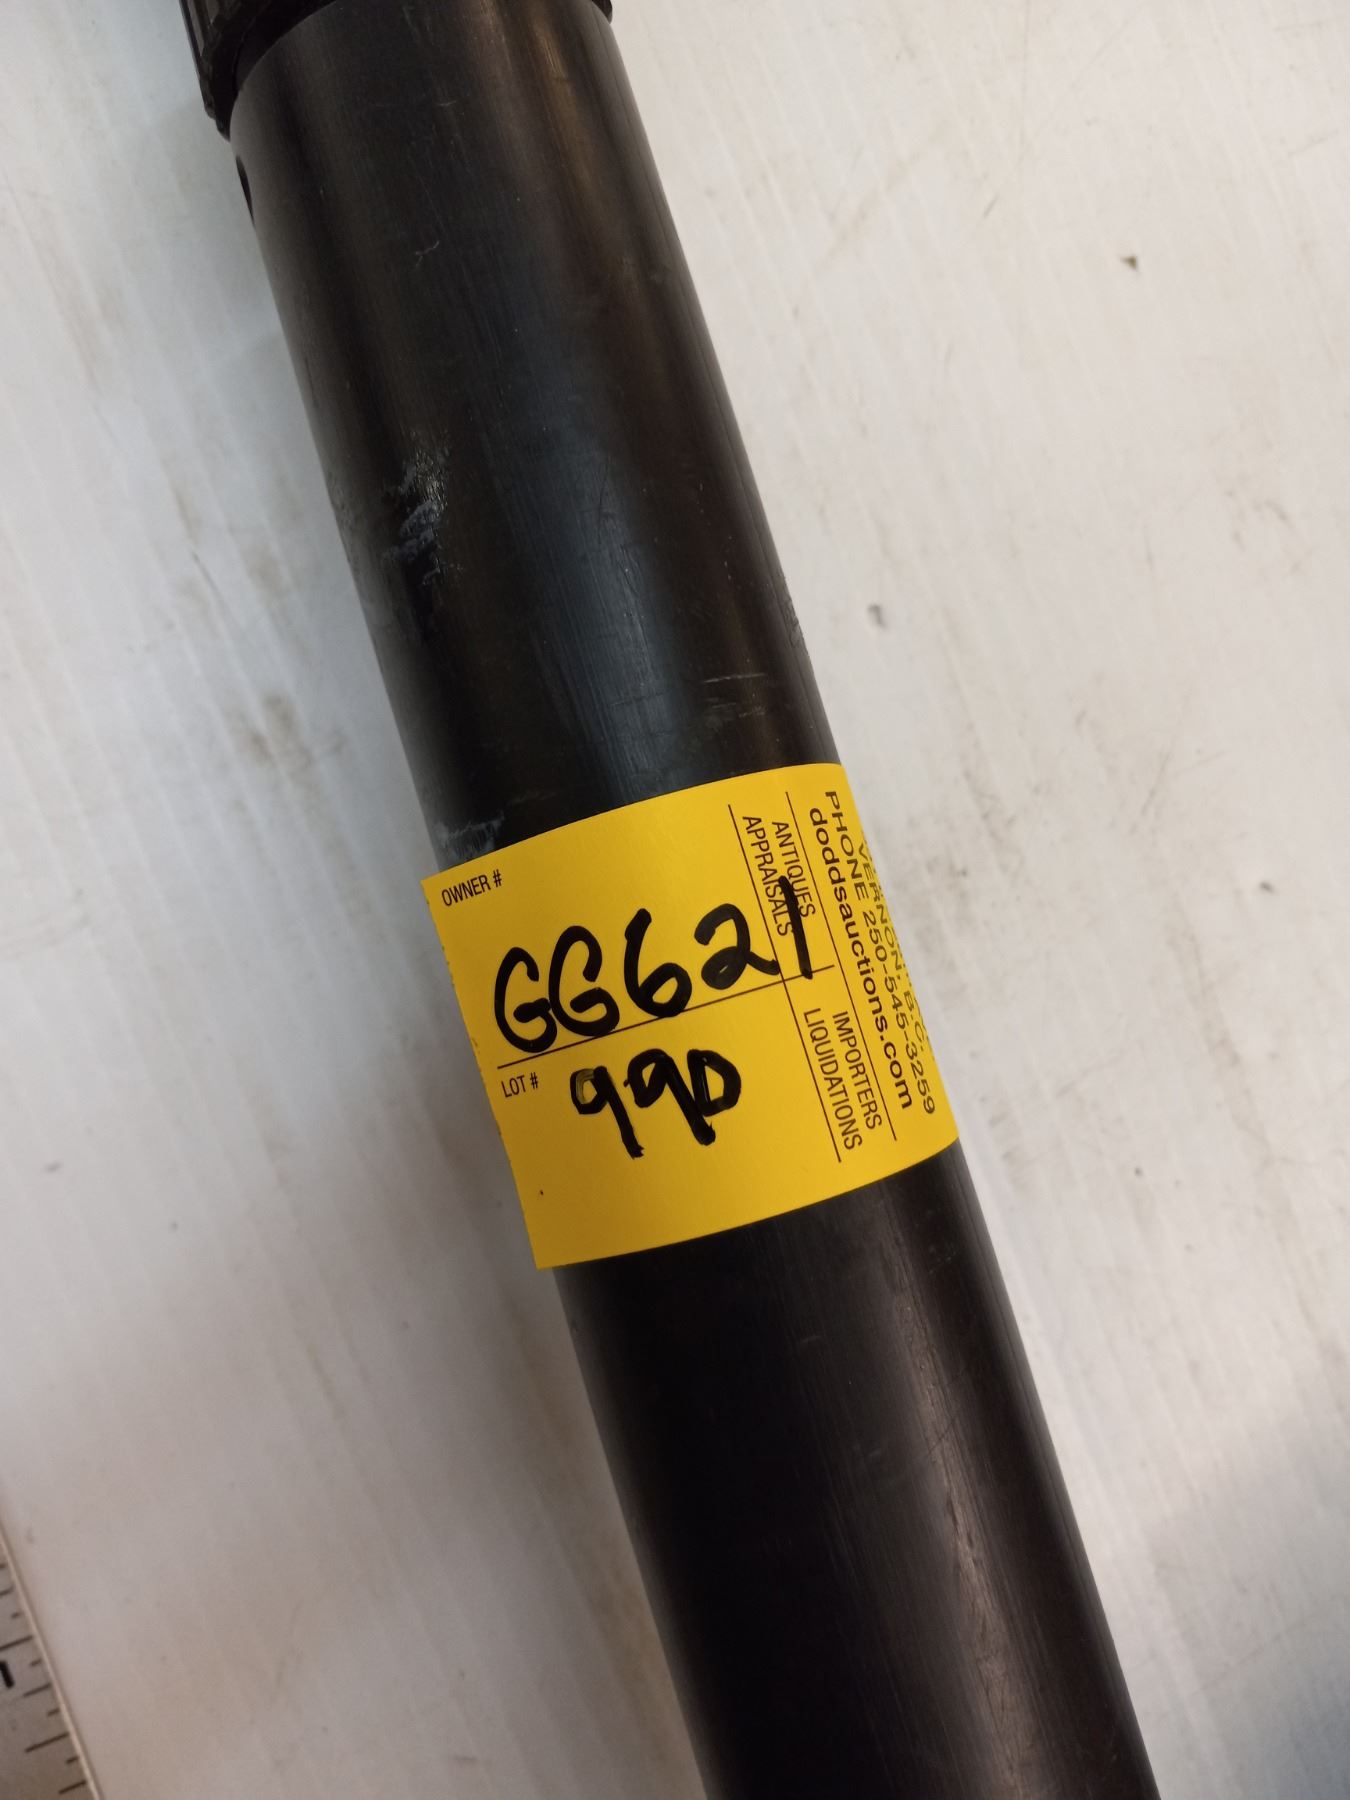 OWNER #
GG621
LOT #
990
ANTIQUES
APPRAISALS
IMPORTERS
LIQUIDATIONS
VERNON, B.C.
PHONE 250-545-3259
doddsauctions.com